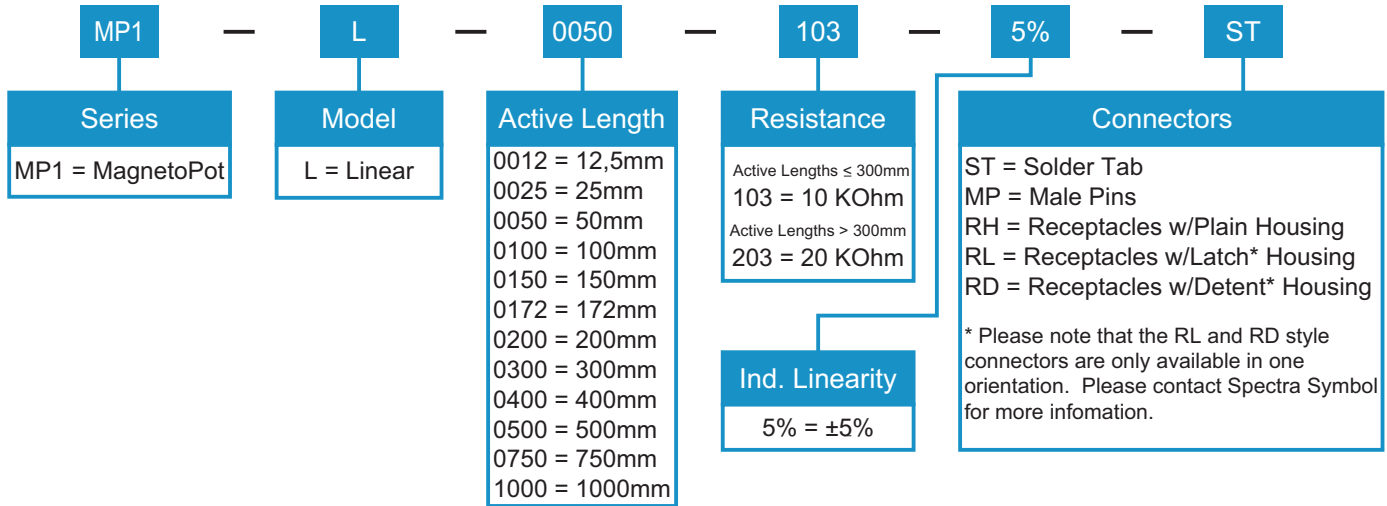 MP1 — L — 0050 — 103 — 5% — ST
Series
MP1 = MagnetoPot
Model
L = Linear
Active Length
0012 = 12,5mm
0025 = 25mm
0050 = 50mm
0100 = 100mm
0150 = 150mm
0172 = 172mm
0200 = 200mm
0300 = 300mm
0400 = 400mm
0500 = 500mm
0750 = 750mm
1000 = 1000mm
Resistance
Active Lengths ≤ 300mm
103 = 10 KOhm
Active Lengths > 300mm
203 = 20 KOhm
Ind. Linearity
5% = ±5%
Connectors
ST = Solder Tab
MP = Male Pins
RH = Receptacles w/Plain Housing
RL = Receptacles w/Latch* Housing
RD = Receptacles w/Detent* Housing
* Please note that the RL and RD style
connectors are only available in one
orientation. Please contact Spectra Symbol
for more infomation.